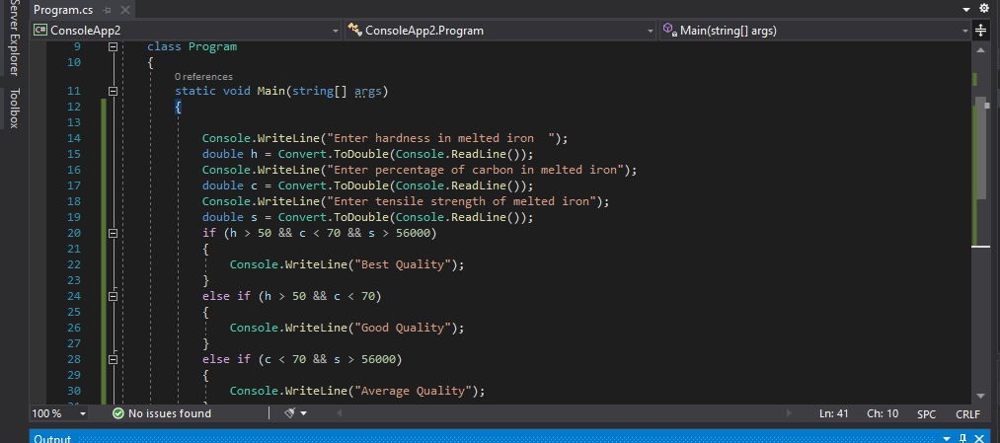 Server Explorer
Toolbox
Program.cs
C# ConsoleApp2
ConsoleApp2.Program
Main(string[] args)
9 class Program
10 {
0 references
11 static void Main(string[] args)
12 {
13
14 Console.WriteLine("Enter hardness in melted iron  ");
15 double h = Convert.ToDouble(Console.ReadLine());
16 Console.WriteLine("Enter percentage of carbon in melted iron");
17 double c = Convert.ToDouble(Console.ReadLine());
18 Console.WriteLine("Enter tensile strength of melted iron");
19 double s = Convert.ToDouble(Console.ReadLine());
20 if (h > 50 && c < 70 && s > 56000)
21 {
22 Console.WriteLine("Best Quality");
23 }
24 else if (h > 50 && c < 70)
25 {
26 Console.WriteLine("Good Quality");
27 }
28 else if (c < 70 && s > 56000)
29 {
30 Console.WriteLine("Average Quality");
100 % No issues found Ln: 41 Ch: 10 SPC CRLF
Output